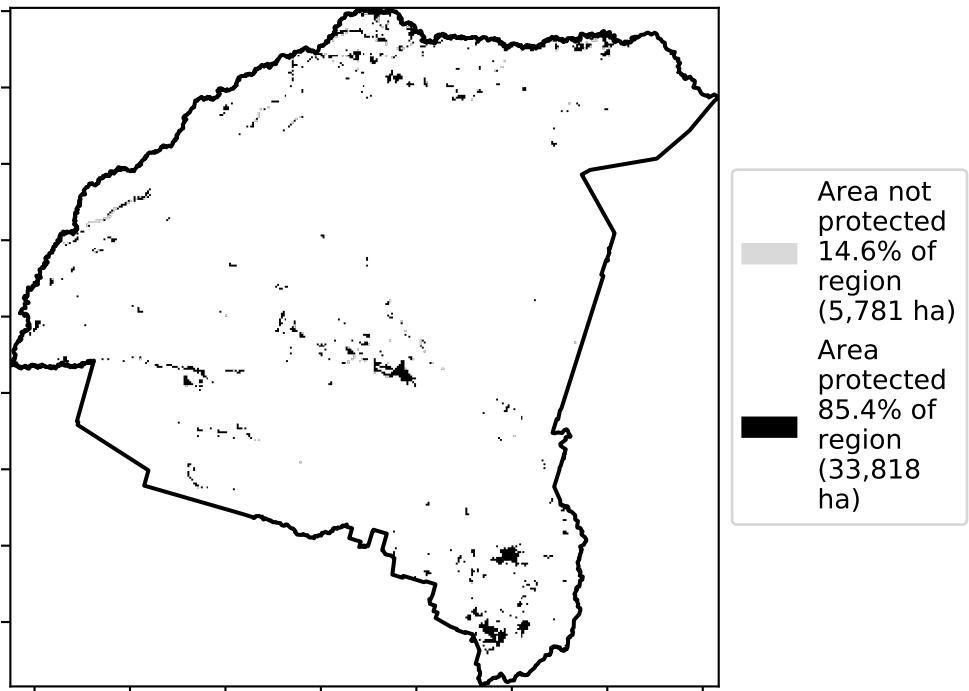 Area not
protected
14.6% of
region
(5,781 ha)
Area
protected
85.4% of
region
(33,818
ha)